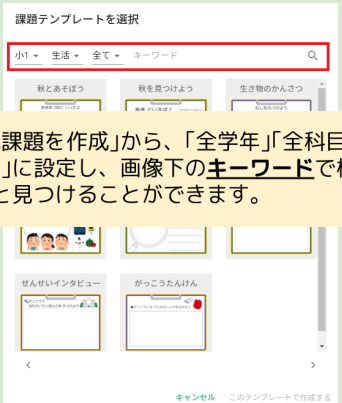 課題テンプレートを選択
小1 生活 全て キーワード
秋とあそぼう 秋を見つけよう 生き物のかんさつ
課題を作成」から、「全学年」「全科目
」に設定し、画像下のキーワードで
と見つけることができます。
せんせいインタビュー がっこうたんけん
キャンセル このテンプレートで作成する